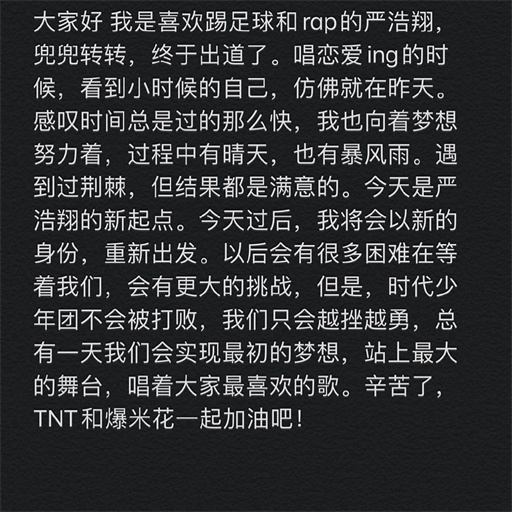 大家好 我是喜欢踢足球和rap的严浩翔，
兜兜转转，终于出道了。唱恋爱ing的时
候，看到小时候的自己，仿佛就在昨天。
感叹时间总是过的那么快，我也向着梦想
努力着，过程中有晴天，也有暴风雨。遇
到过荆棘，但结果都是满意的。今天是严
浩翔的新起点。今天过后，我将会以新的
身份，重新出发。以后会有很多困难在等
着我们，会有更大的挑战，但是，时代少
年团不会被打败，我们只会越挫越勇，总
有一天我们会实现最初的梦想，站上最大
的舞台，唱着大家最喜欢的歌。辛苦了，
TNT和爆米花一起加油吧！